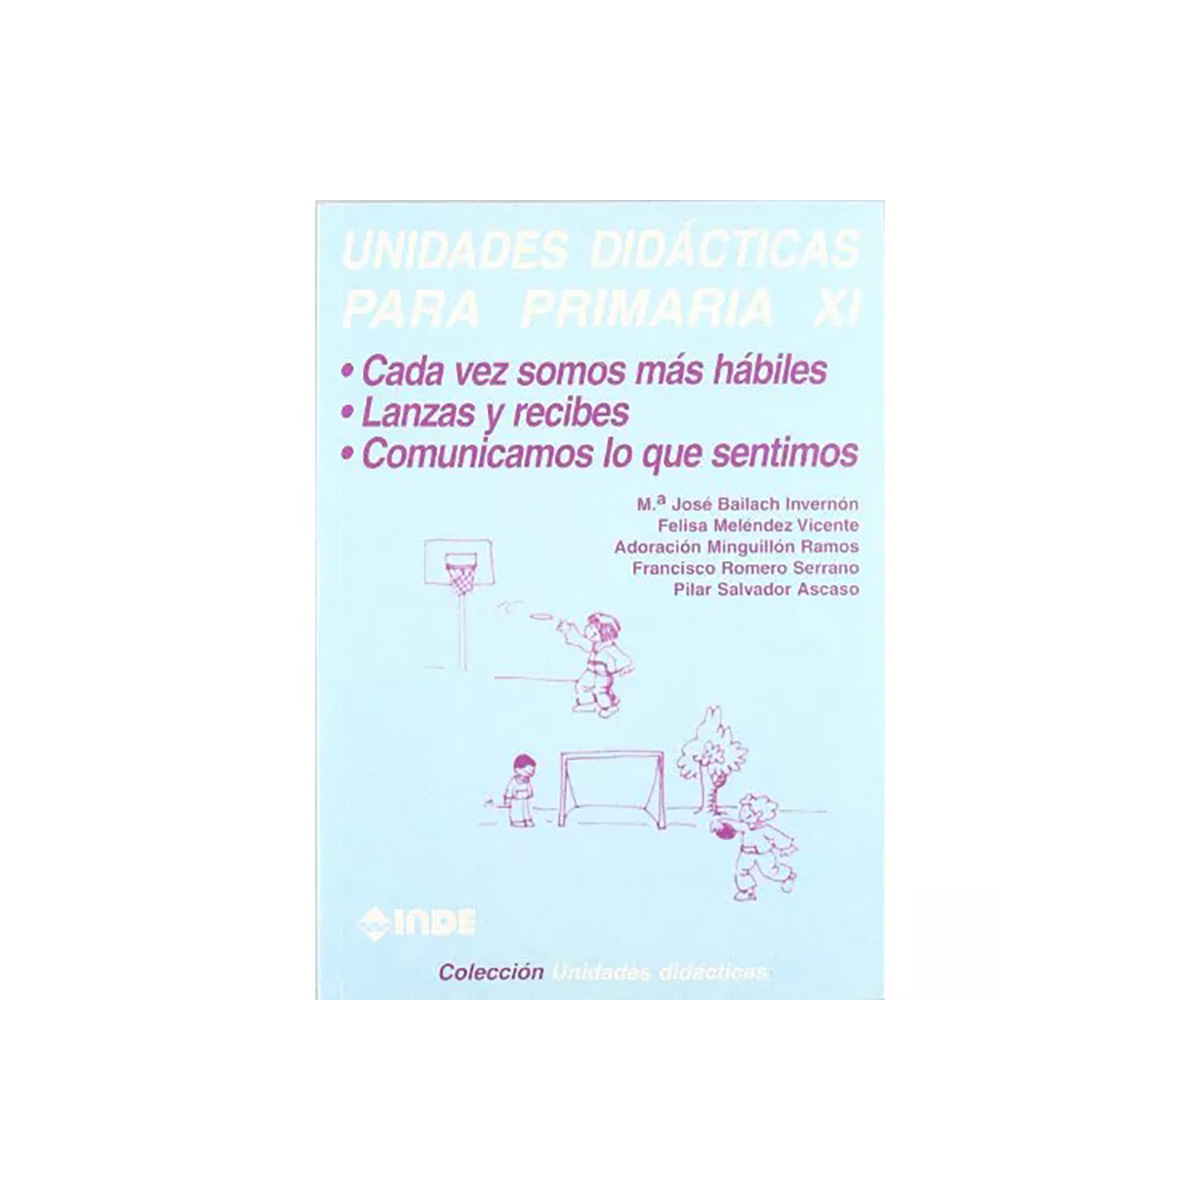 UNIDADES DIDÁCTICAS
PARA PRIMARIA XI
• Cada vez somos más hábiles
• Lanzas y recibes
• Comunicamos lo que sentimos
M.ª José Bailach Invernón
Felisa Meléndez Vicente
Adoración Minguillón Ramos
Francisco Romero Serrano
Pilar Salvador Ascaso
INDE
Colección Unidades didácticas